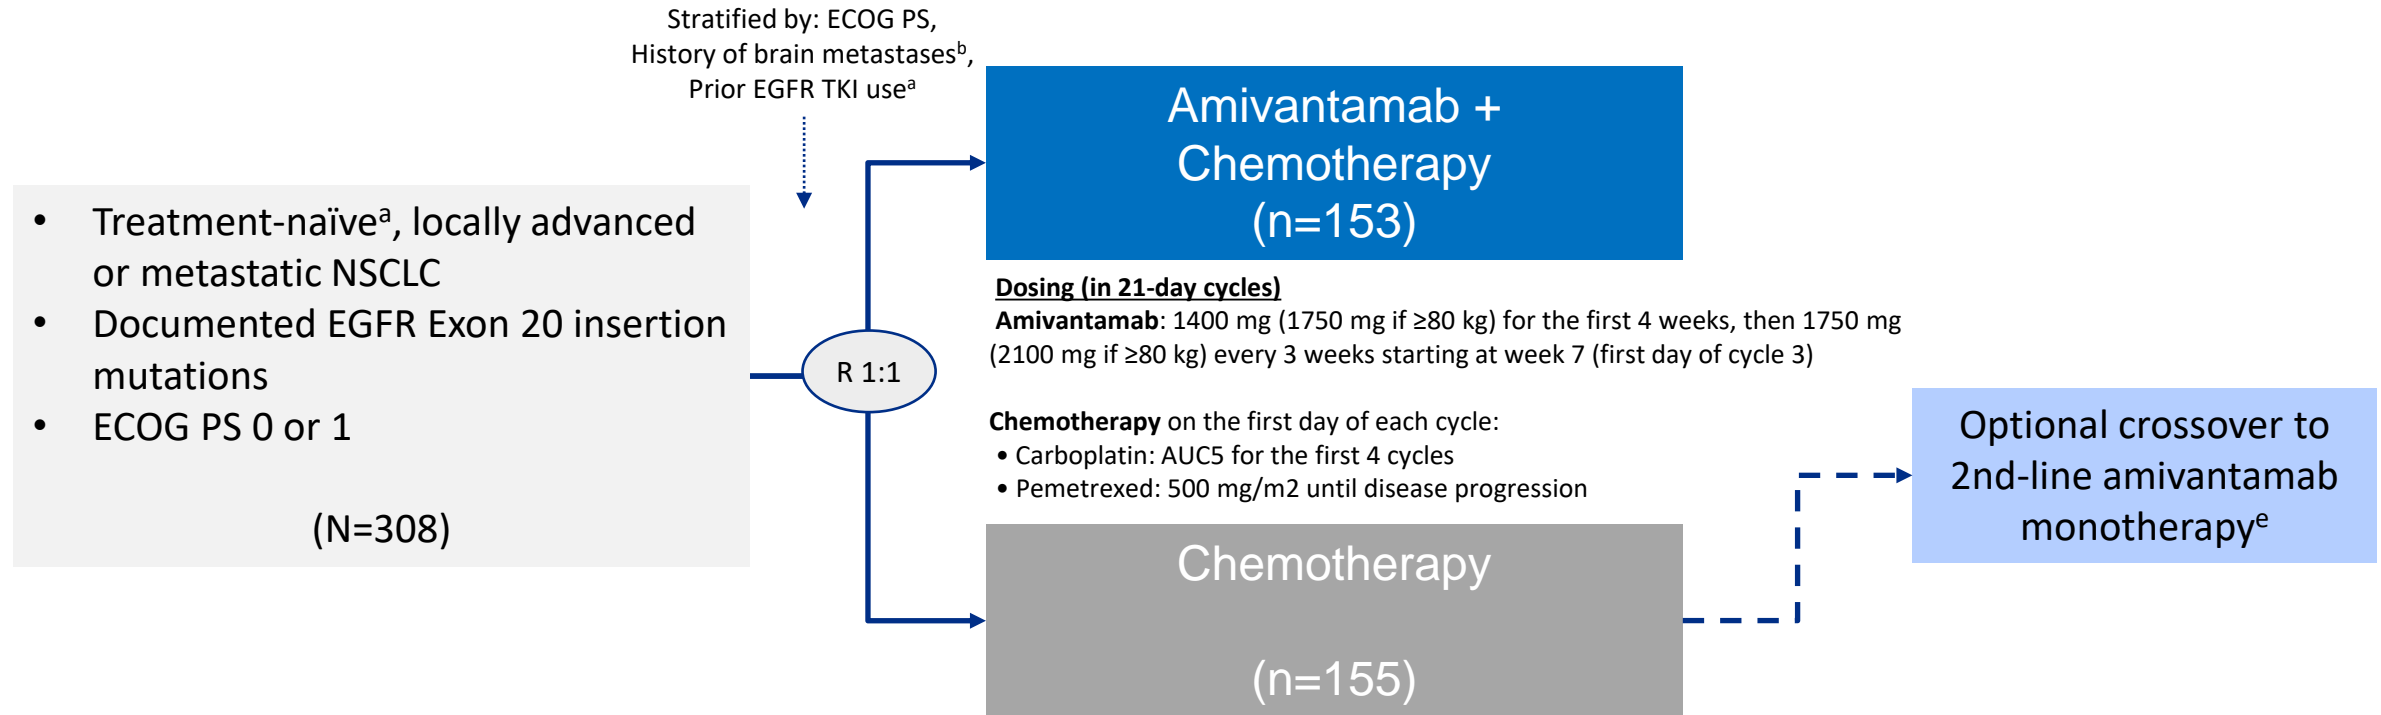 Stratified by: ECOG PS,
History of brain metastasesᵇ,
Prior EGFR TKI useᵃ
• Treatment-naïveᵃ, locally advanced
or metastatic NSCLC
• Documented EGFR Exon 20 insertion
mutations
• ECOG PS 0 or 1
(N=308)
R 1:1
Amivantamab +
Chemotherapy
(n=153)
Dosing (in 21-day cycles)
Amivantamab: 1400 mg (1750 mg if ≥80 kg) for the first 4 weeks, then 1750 mg
(2100 mg if ≥80 kg) every 3 weeks starting at week 7 (first day of cycle 3)
Chemotherapy on the first day of each cycle:
• Carboplatin: AUC5 for the first 4 cycles
• Pemetrexed: 500 mg/m2 until disease progression
Chemotherapy
(n=155)
Optional crossover to
2nd-line amivantamab
monotherapyᵉ